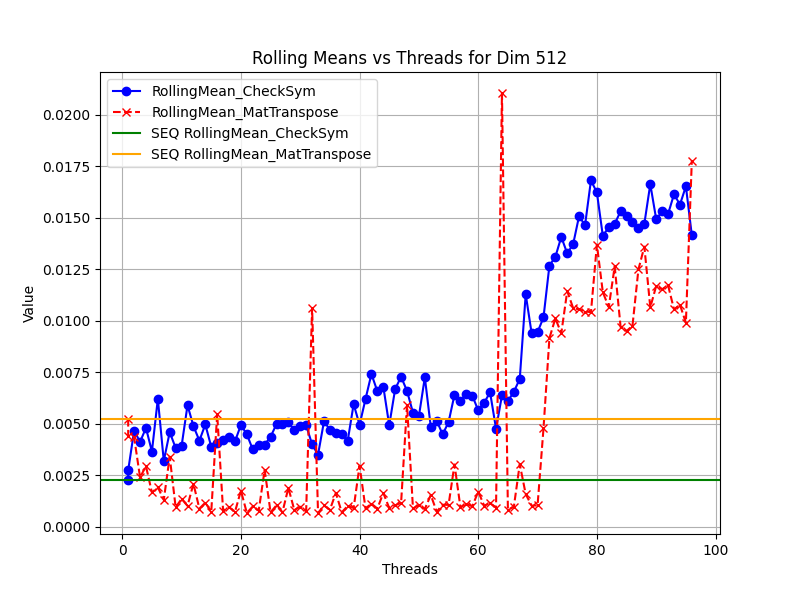 Rolling Means vs Threads for Dim 512
RollingMean_CheckSym
RollingMean_MatTranspose
SEQ RollingMean_CheckSym
SEQ RollingMean_MatTranspose
0.0200
0.0175
0.0150
0.0125
0.0100
0.0075
0.0050
0.0025
0.0000
Value
0 20 40 60 80 100
Threads